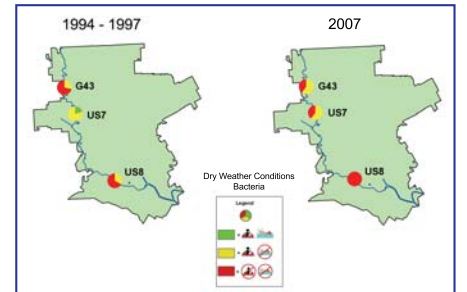 1994 - 1997
2007
G43
US7
US8
G43
US7
US8
Dry Weather Conditions
Bacteria
Legend